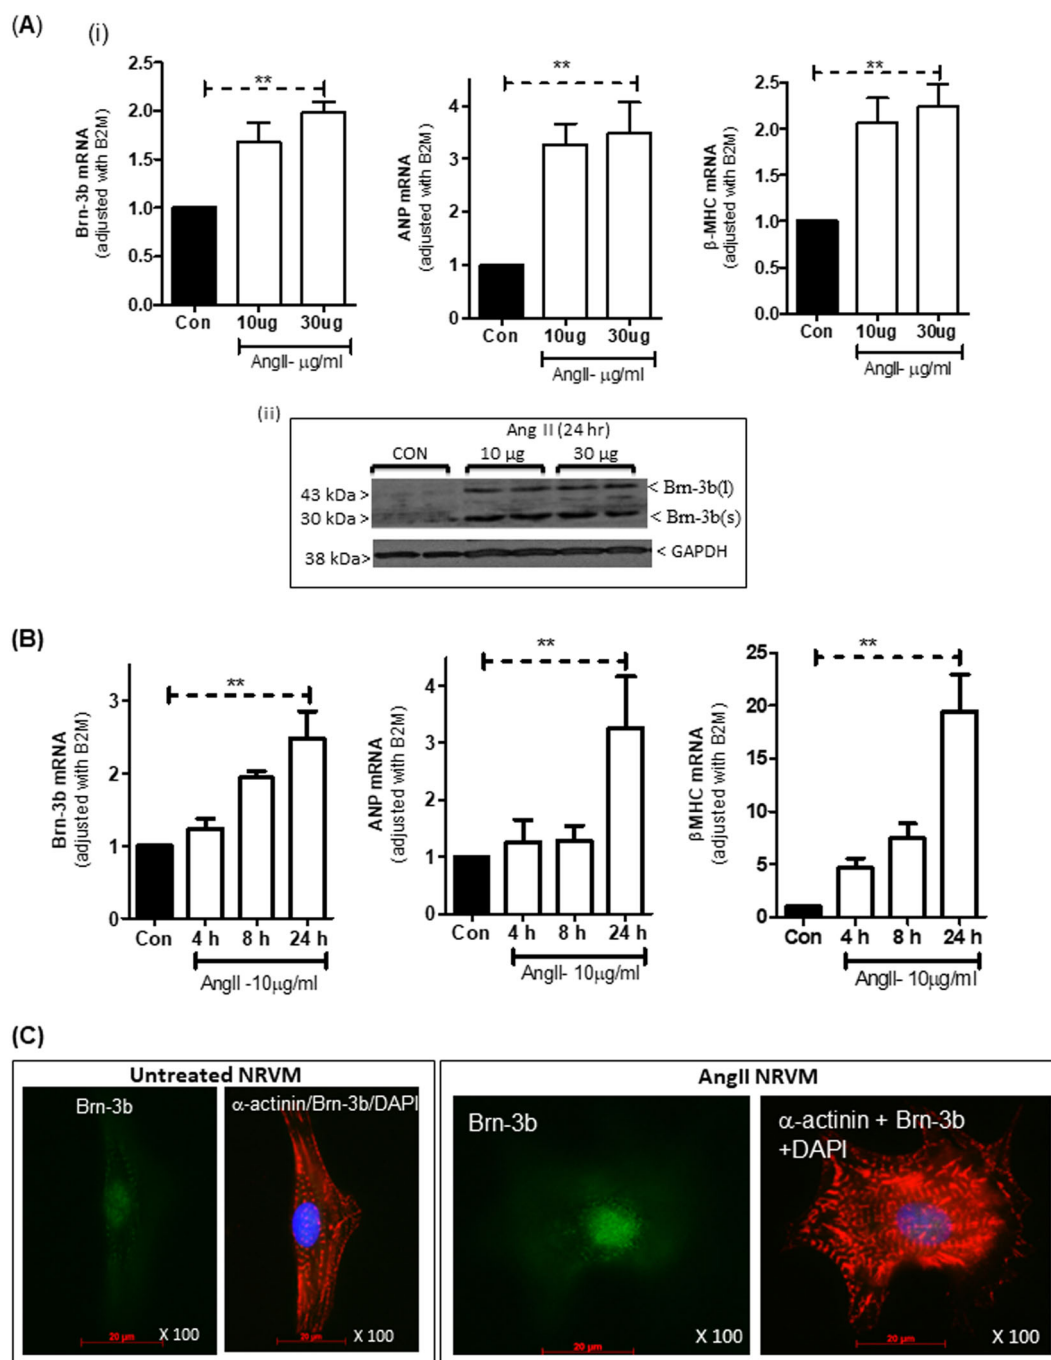 (A)
(i)
Brn-3b mRNA
(adjusted with B2M)
2.5
2.0
1.5
1.0
0.5
0.0
**
Con
10ug
30ug
AngII- μg/ml
ANP mRNA
(adjusted with B2M)
4
3
2
1
0
**
Con
10ug
30ug
AngII- μg/ml
β-MHC mRNA
(adjusted with B2M)
2.5
2.0
1.5
1.0
0.5
0.0
**
Con
10ug
30ug
AngII- μg/ml
(ii)
Ang II (24 hr)
CON
10 μg
30 μg
43 kDa >
< Brn-3b(l)
30 kDa >
< Brn-3b(s)
38 kDa>
< GAPDH
(B)
Brn-3b mRNA
(adjusted with B2M)
3
2
1
0
**
Con
4 h
8 h
24 h
AngII -10μg/ml
ANP mRNA
(adjusted with B2M)
4
3
2
1
0
**
Con
4 h
8 h
24 h
AngII- 10μg/ml
βMHC mRNA
(adjusted with B2M)
25
20
15
10
5
0
**
Con
4 h
8 h
24 h
AngII- 10μg/ml
(C)
Untreated NRVM
Brn-3b
20 μm
X 100
α-actinin/Brn-3b/DAPI
20 μm
X 100
AngII NRVM
Brn-3b
20 μm
X 100
α-actinin + Brn-3b
+DAPI
20 μm
X 100